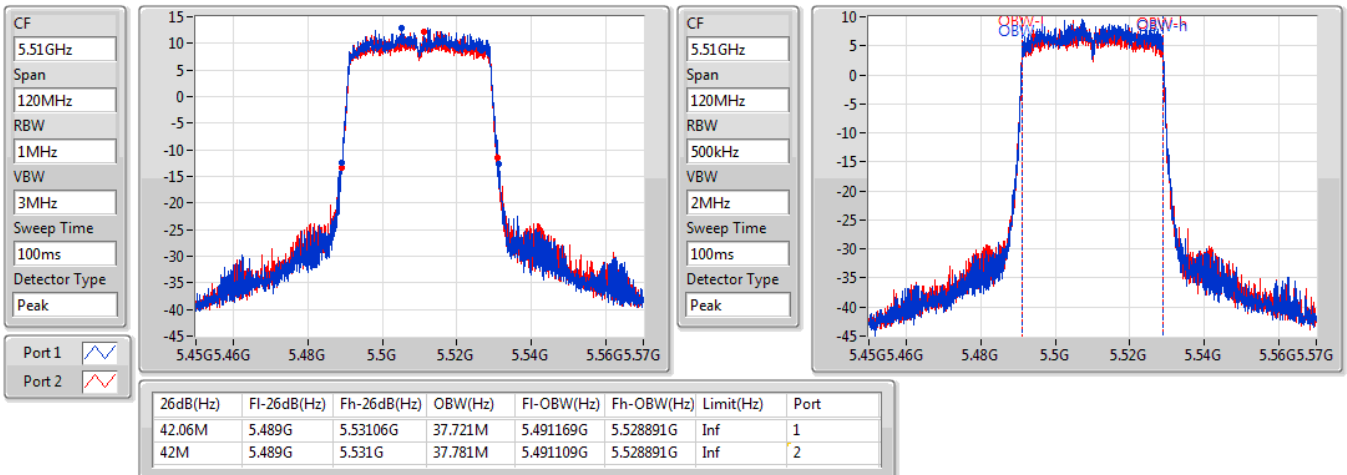 CF
5.51GHz
Span
120MHz
RBW
1MHz
VBW
3MHz
Sweep Time
100ms
Detector Type
Peak
Port 1
Port 2
15
10
5
0
-5
-10
-15
-20
-25
-30
-35
-40
-45
5.45G 5.46G 5.48G 5.5G 5.52G 5.54G 5.56G 5.57G
CF
5.51GHz
Span
120MHz
RBW
500kHz
VBW
2MHz
Sweep Time
100ms
Detector Type
Peak
10
5
0
-5
-10
-15
-20
-25
-30
-35
-40
-45
OBW-l OBW-h
OBW OBW-h
5.45G 5.46G 5.48G 5.5G 5.52G 5.54G 5.56G 5.57G
26dB(Hz) Fl-26dB(Hz) Fh-26dB(Hz) OBW(Hz) Fl-OBW(Hz) Fh-OBW(Hz) Limit(Hz) Port
42.06M 5.489G 5.53106G 37.721M 5.491169G 5.528891G Inf 1
42M 5.489G 5.531G 37.781M 5.491109G 5.528891G Inf 2